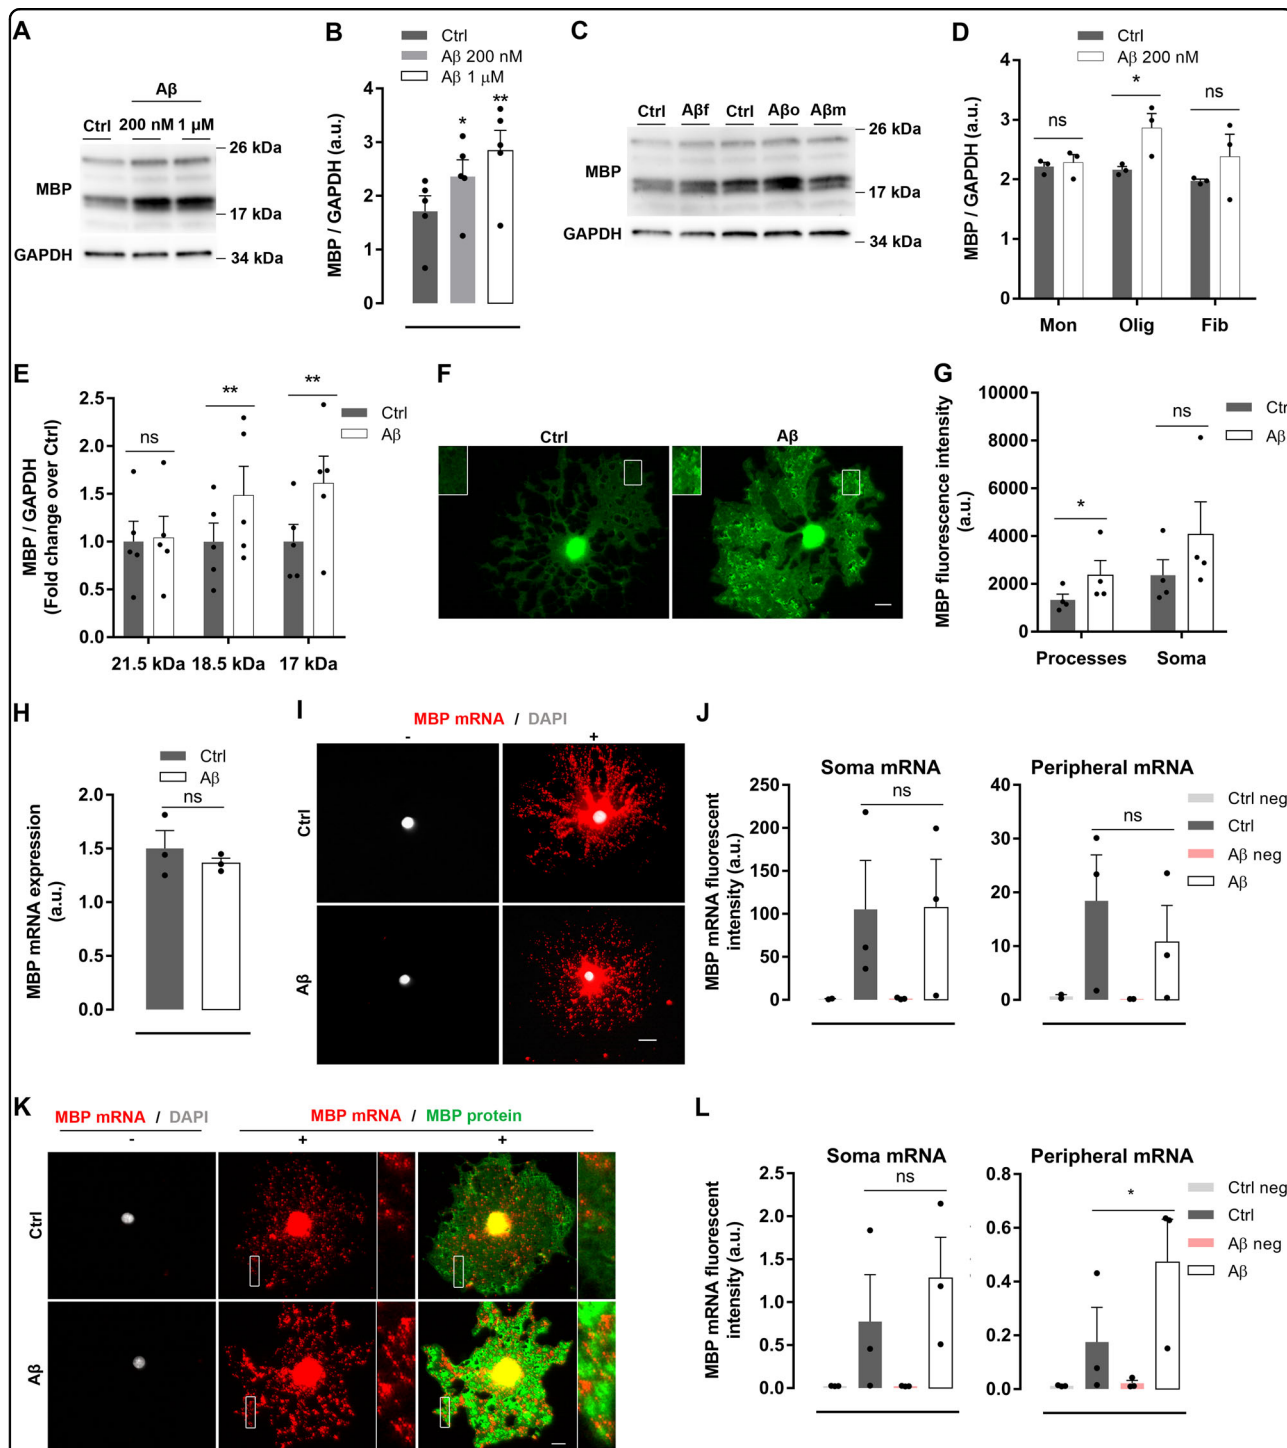 A
Aβ
Ctrl 200 nM 1 µM
26 kDa
MBP
17 kDa
GAPDH
34 kDa
B
Ctrl
Aβ 200 nM
Aβ 1 µM
MBP / GAPDH (a.u.)
4
3
2
1
0
*
**
C
Ctrl Aβf Ctrl Aβo Aβm
26 kDa
MBP
17 kDa
GAPDH
34 kDa
D
Ctrl
Aβ 200 nM
MBP / GAPDH (a.u.)
4
3
2
1
0
ns
*
ns
Mon Olig Fib
E
MBP / GAPDH
(Fold change over Ctrl)
2.5
2.0
1.5
1.0
0.5
0.0
ns
**
**
Ctrl
Aβ
21.5 kDa 18.5 kDa 17 kDa
F
Ctrl Aβ
G
MBP fluorescence intensity
(a.u.)
10000
8000
6000
4000
2000
0
*
ns
Aβ
Processes Soma
H
Ctrl
Aβ
MBP mRNA expression
(a.u.)
2.0
1.5
1.0
0.5
0.0
ns
I
MBP mRNA / DAPI
- +
Ctrl
Aβ
J
Soma mRNA
MBP mRNA fluorescent
intensity (a.u.)
250
200
150
100
50
0
ns
Peripheral mRNA
40
30
20
10
0
ns
Ctrl neg
Ctrl
Aβ neg
Aβ
K
MBP mRNA / DAPI
MBP mRNA / MBP protein
- + +
Ctrl
Aβ
L
Soma mRNA
MBP mRNA fluorescent
intensity (a.u.)
2.5
2.0
1.5
1.0
0.5
0.0
ns
Peripheral mRNA
0.8
0.6
0.4
0.2
0.0
*
Ctrl neg
Ctrl
Aβ neg
Aβ